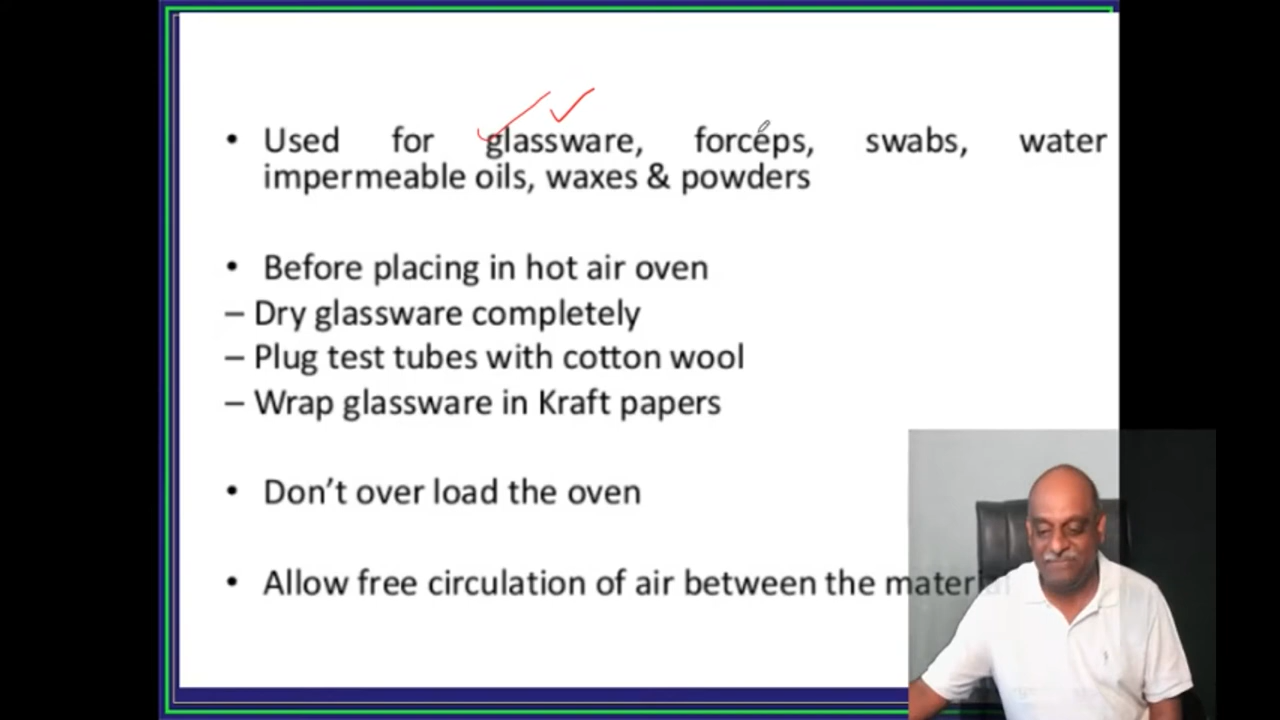 • Used for glassware, forceps, swabs, water
impermeable oils, waxes & powders
• Before placing in hot air oven
– Dry glassware completely
– Plug test tubes with cotton wool
– Wrap glassware in Kraft papers
• Don’t over load the oven
• Allow free circulation of air between the material